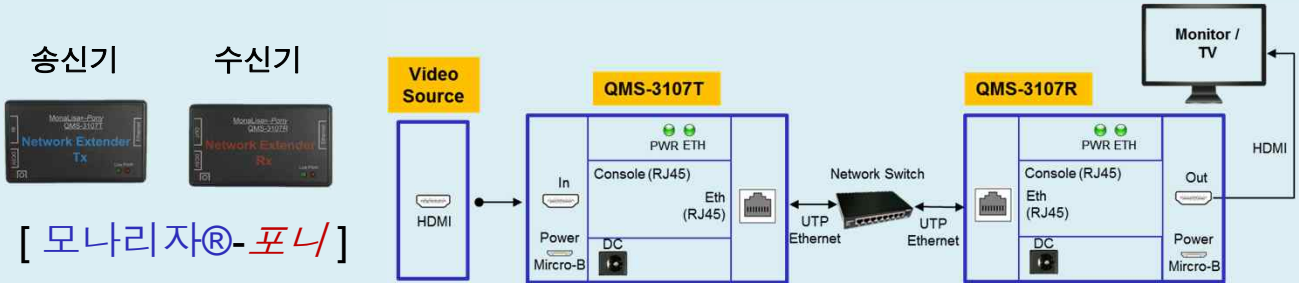 송신기
수신기
MonaLiser-Pony
QMS-3107T
Network Extender
Tx
MonaLiser-Pony
QMS-3107R
Network Extender
Rx
[ 모나리자®-포니 ]
Video
Source
HDMI
QMS-3107T
PWR ETH
In
Console (RJ45)
Eth
(RJ45)
Power
Mircro-B
DC
UTP
Ethernet
Network Switch
UTP
Ethernet
QMS-3107R
PWR ETH
Console (RJ45)
Eth
(RJ45)
DC
Out
Power
Mircro-B
Monitor /
TV
HDMI